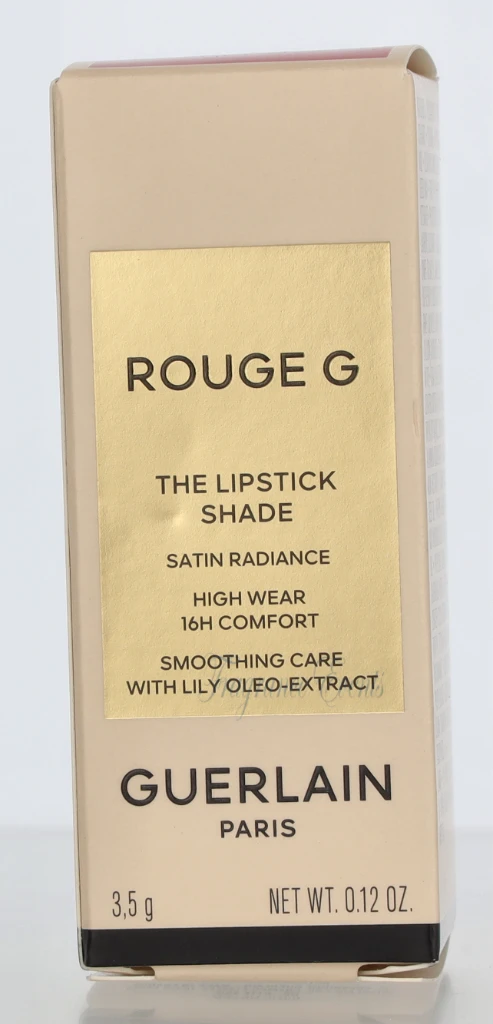 ROUGE G
THE LIPSTICK
SHADE
SATIN RADIANCE
HIGH WEAR
16H COMFORT
SMOOTHING CARE
WITH LILY OLEO-EXTRACT
GUERLAIN
PARIS
3,5 g NET WT. 0.12 OZ.